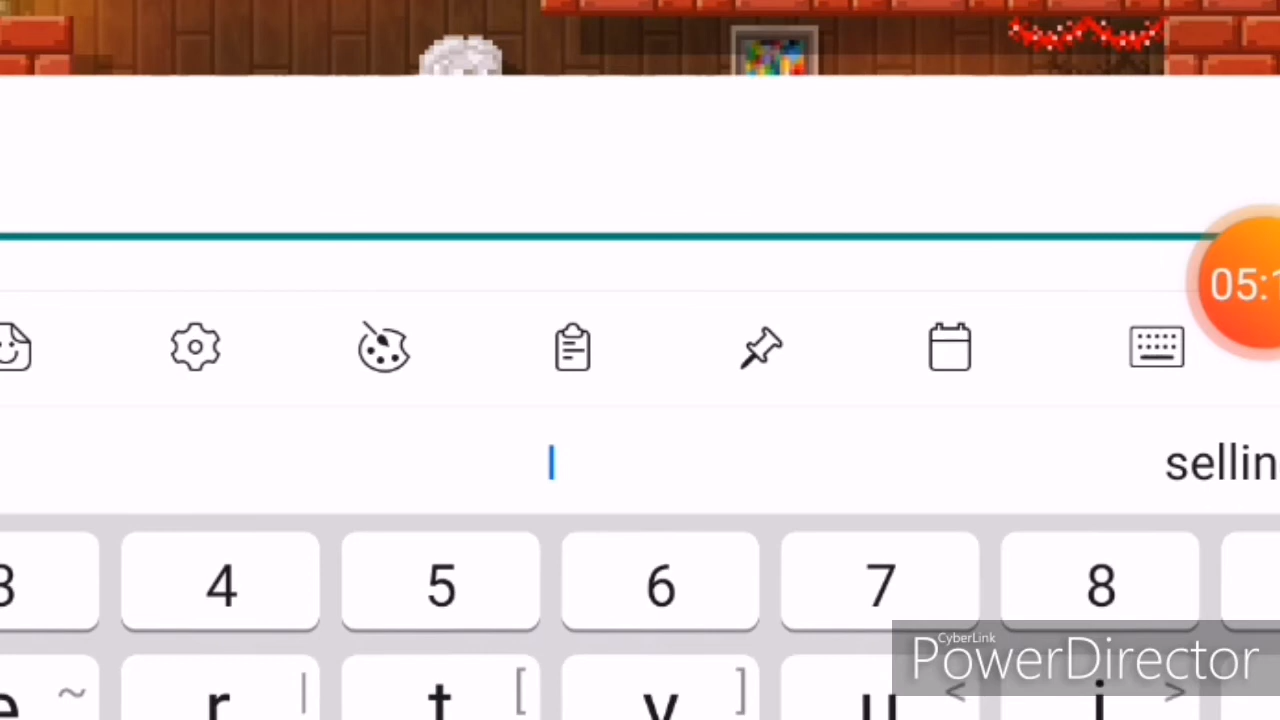 05:1
I
sellin
3
4
5
6
7
8
e ~
r |
t [
y ]
u <
i >
CyberLink
PowerDirector